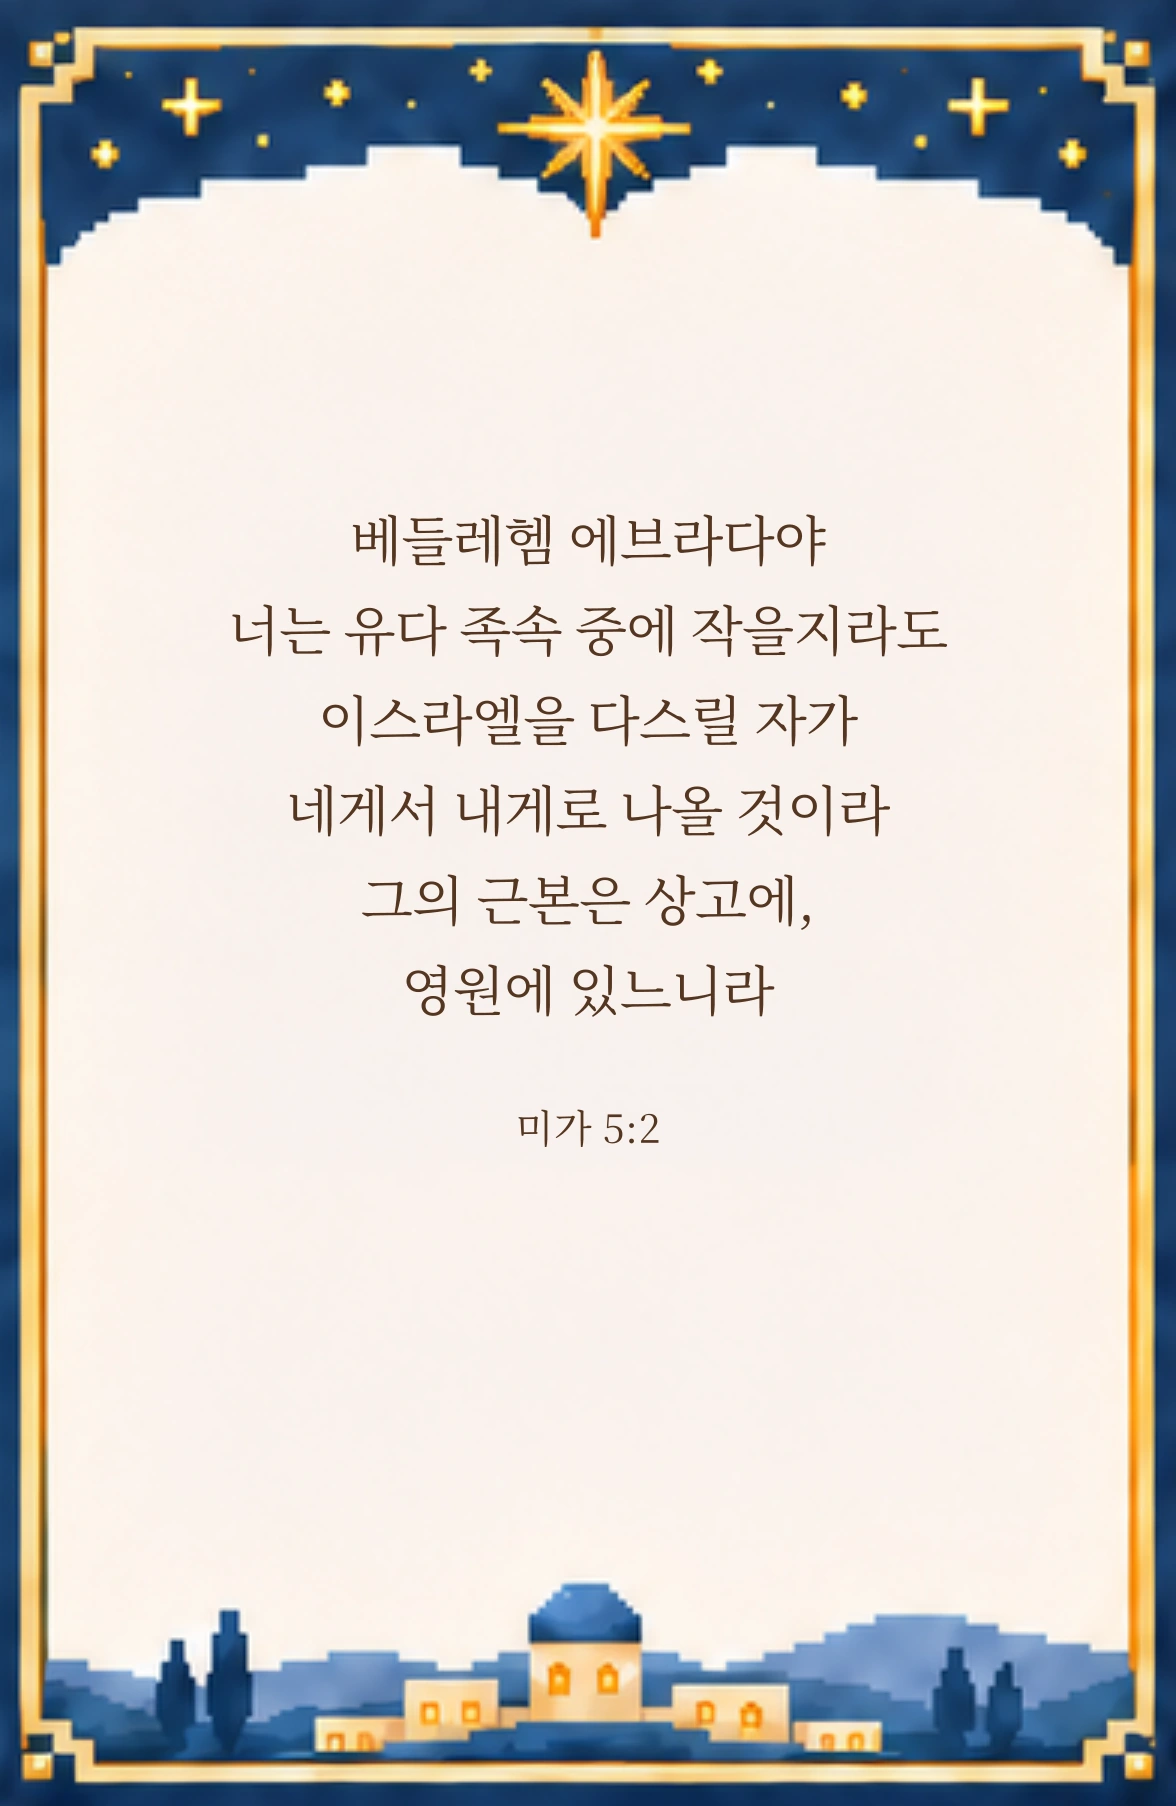 베들레헴 에브라다야
너는 유다 족속 중에 작을지라도
이스라엘을 다스릴 자가
네게서 내게로 나올 것이라
그의 근본은 상고에,
영원에 있느니라
미가 5:2